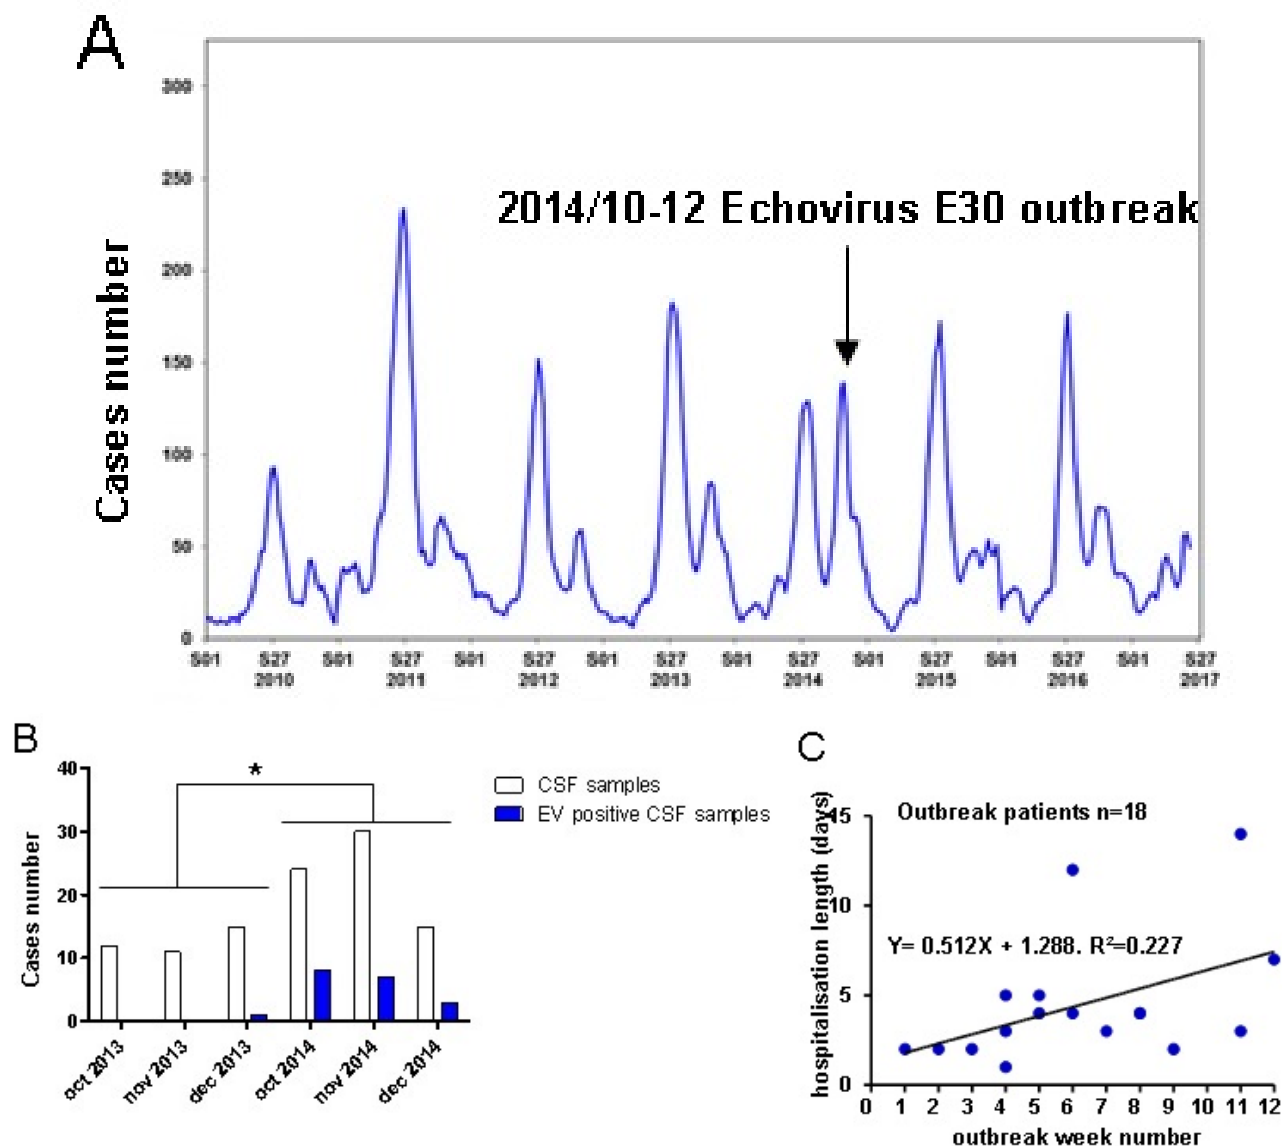 A
300
250
2014/10-12 Echovirus E30 outbreak
200
150
100
50
0
Cases number
S01 S27 S01 S27 S01 S27 S01 S27 S01 S27 S01 S27 S01 S27 S01 S27
2010 2011 2012 2013 2014 2015 2016 2017
B
40
30
20
10
0
Cases number
*
CSF samples
EV positive CSF samples
oct 2013
nov 2013
dec 2013
oct 2014
nov 2014
dec 2014
C
hospitalisation length (days)
15
10
5
0
Outbreak patients n=18
Y= 0.512X + 1.288. R²=0.227
0 1 2 3 4 5 6 7 8 9 10 11 12
outbreak week number